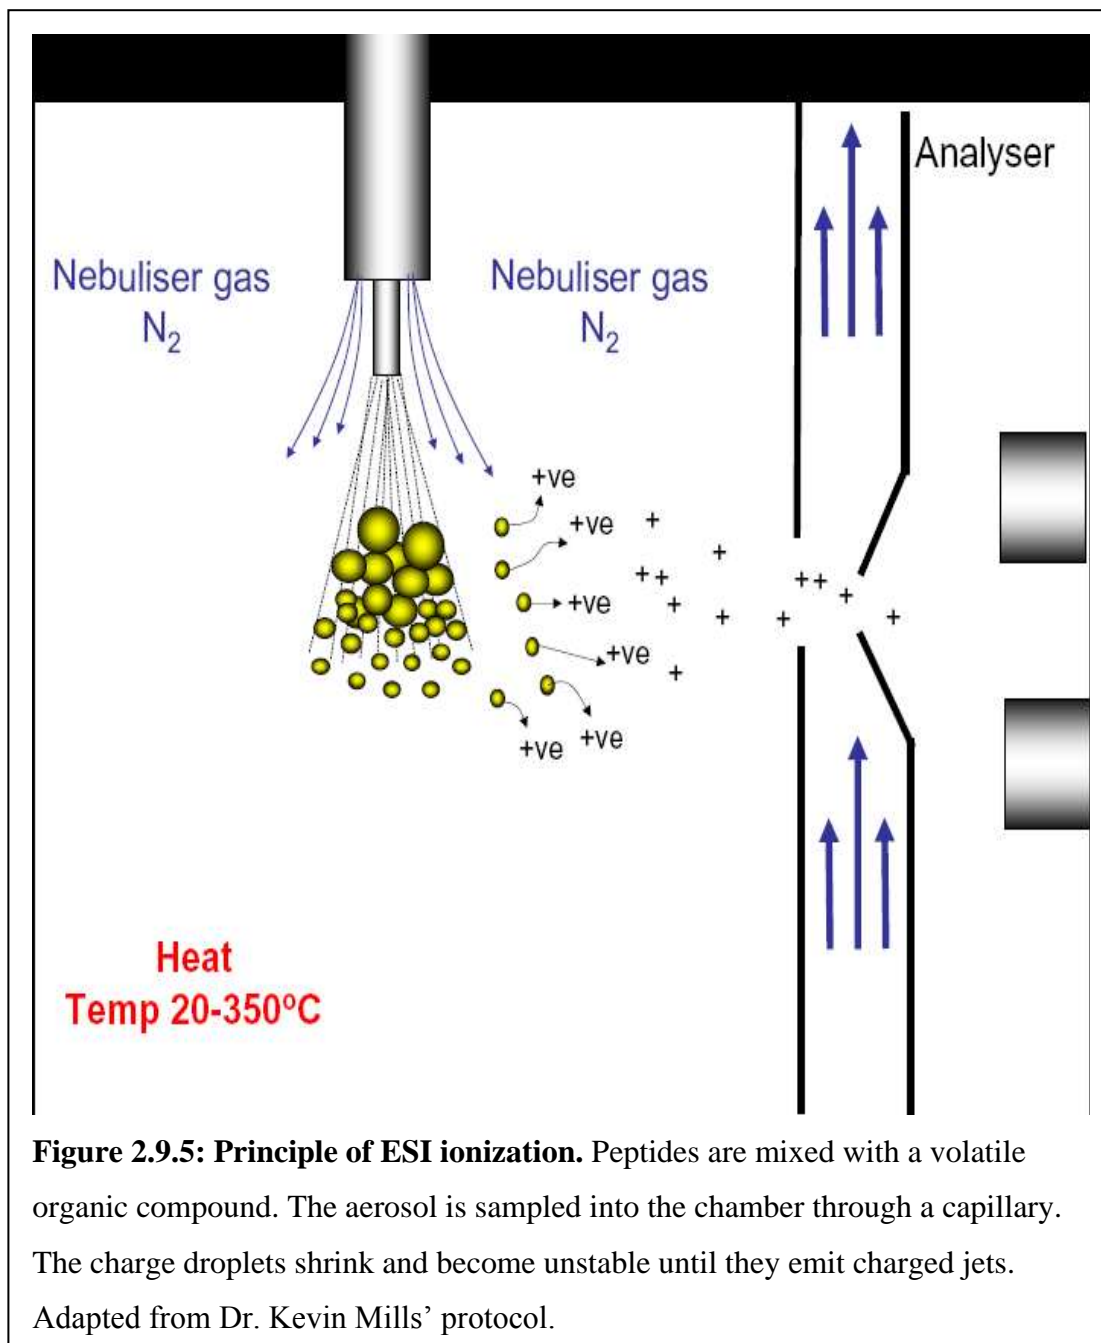 Analyser
Nebuliser gas
N2
Nebuliser gas
N2
+ve
+ve
+
+
++
++
+ve
+
+
+
+
+
+ve
+
+ve
+ve
Heat
Temp 20-350ºC
Figure 2.9.5: Principle of ESI ionization. Peptides are mixed with a volatile
organic compound. The aerosol is sampled into the chamber through a capillary.
The charge droplets shrink and become unstable until they emit charged jets.
Adapted from Dr. Kevin Mills’ protocol.